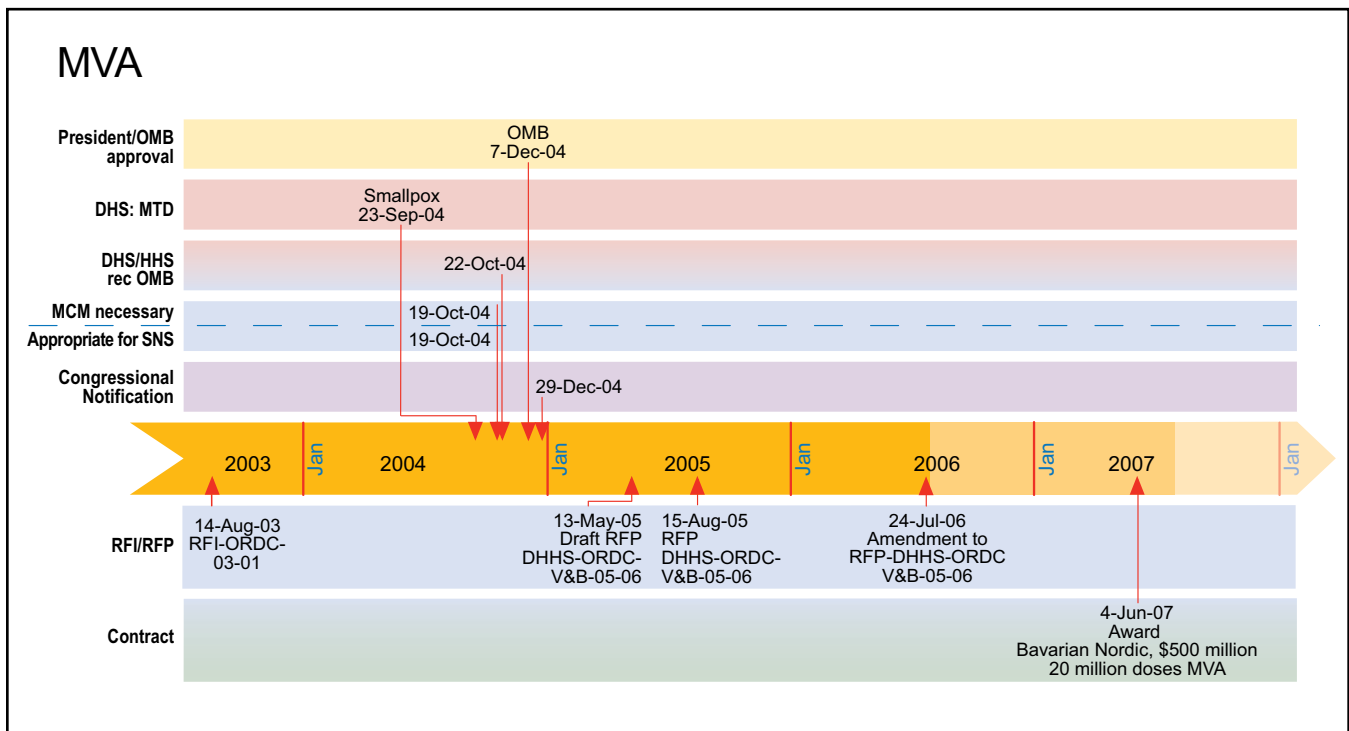 MVA
President/OMB
approval
OMB
7-Dec-04
DHS: MTD
Smallpox
23-Sep-04
DHS/HHS
rec OMB
22-Oct-04
MCM necessary
19-Oct-04
Appropriate for SNS
19-Oct-04
Congressional
Notification
29-Dec-04
2003
Jan
2004
Jan
2005
Jan
2006
Jan
2007
Jan
RFI/RFP
14-Aug-03
RFI-ORDC-
03-01
13-May-05
Draft RFP
DHHS-ORDC-
V&B-05-06
15-Aug-05
RFP
DHHS-ORDC-
V&B-05-06
24-Jul-06
Amendment to
RFP-DHHS-ORDC
V&B-05-06
Contract
4-Jun-07
Award
Bavarian Nordic, $500 million
20 million doses MVA